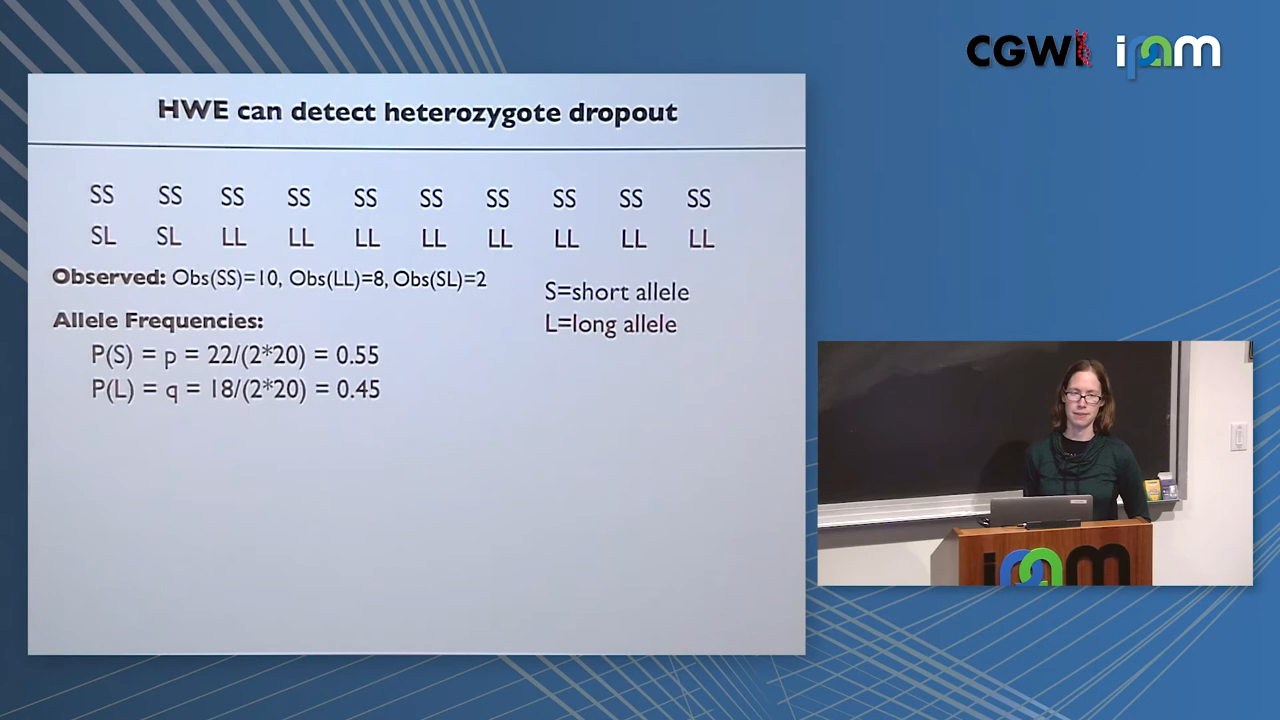 CGWI ipam
HWE can detect heterozygote dropout
SS SS SS SS SS SS SS SS SS SS
SL SL LL LL LL LL LL LL LL LL
Observed: Obs(SS)=10, Obs(LL)=8, Obs(SL)=2
S=short allele
Allele Frequencies:
L=long allele
P(S) = p = 22/(2*20) = 0.55
P(L) = q = 18/(2*20) = 0.45
ipam